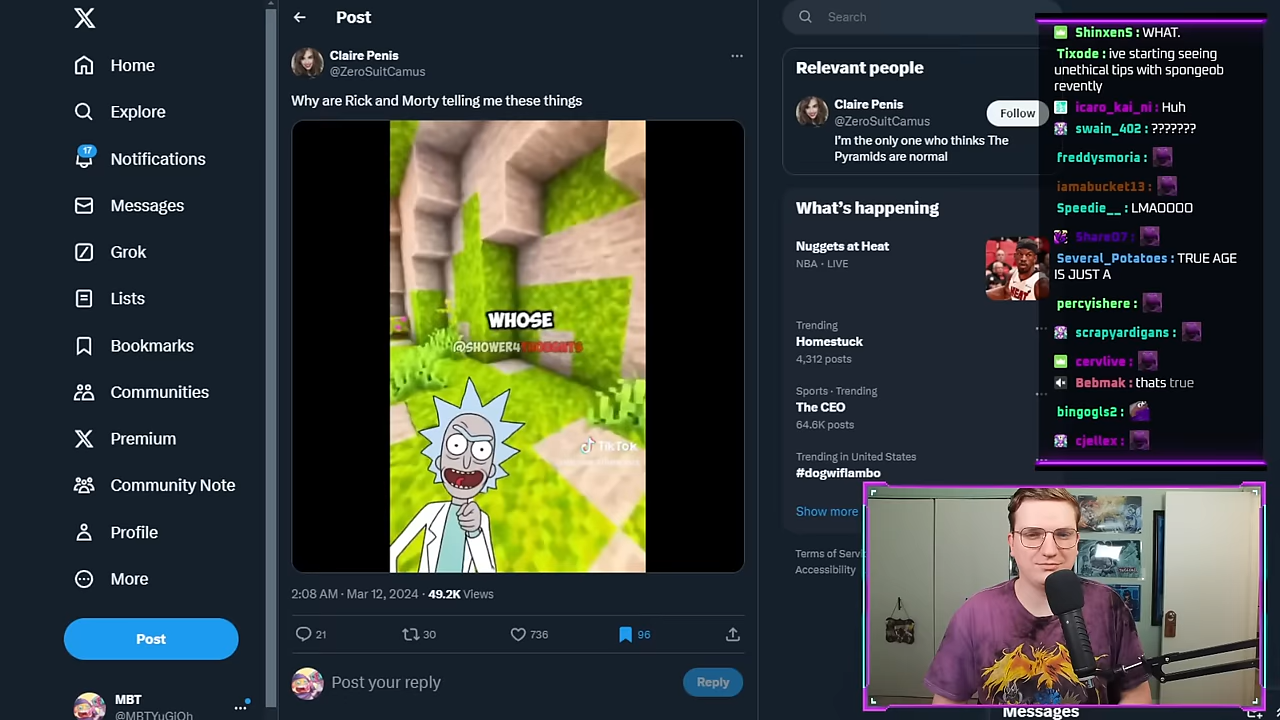 Home
Explore
17
Notifications
Messages
Grok
Lists
Bookmarks
Communities
Premium
Community Note
Profile
More
Post
MBT
@MBTYuGiOh
Post
Claire Penis
@ZeroSuitCamus
Why are Rick and Morty telling me these things
WHOSE
@SHOWER4THOUGHTS
TikTok
2:08 AM · Mar 12, 2024 · 49.2K Views
21
30
736
96
Post your reply
Reply
Search
Relevant people
Claire Penis
@ZeroSuitCamus
Follow
I'm the only one who thinks The
Pyramids are normal
What's happening
Nuggets at Heat
NBA · LIVE
HEAT
Trending
Homestuck
4,312 posts
Sports · Trending
The CEO
64.6K posts
Trending in United States
#dogwiflambo
Show more
Terms of Servi
Accessibility
Messages
ShinxenS : WHAT.
Tixode : ive starting seeing
unethical tips with spongeob
revently
icaro_kai_ni : Huh
swain_402 : ???????
freddysmoria :
iamabucket13 :
Speedie__ : LMAOOOO
Share07 :
Several_Potatoes : TRUE AGE
IS JUST A
percyishere :
scrapyardigans :
cervlive :
Bebmak : thats true
bingogls2 :
cjellex :